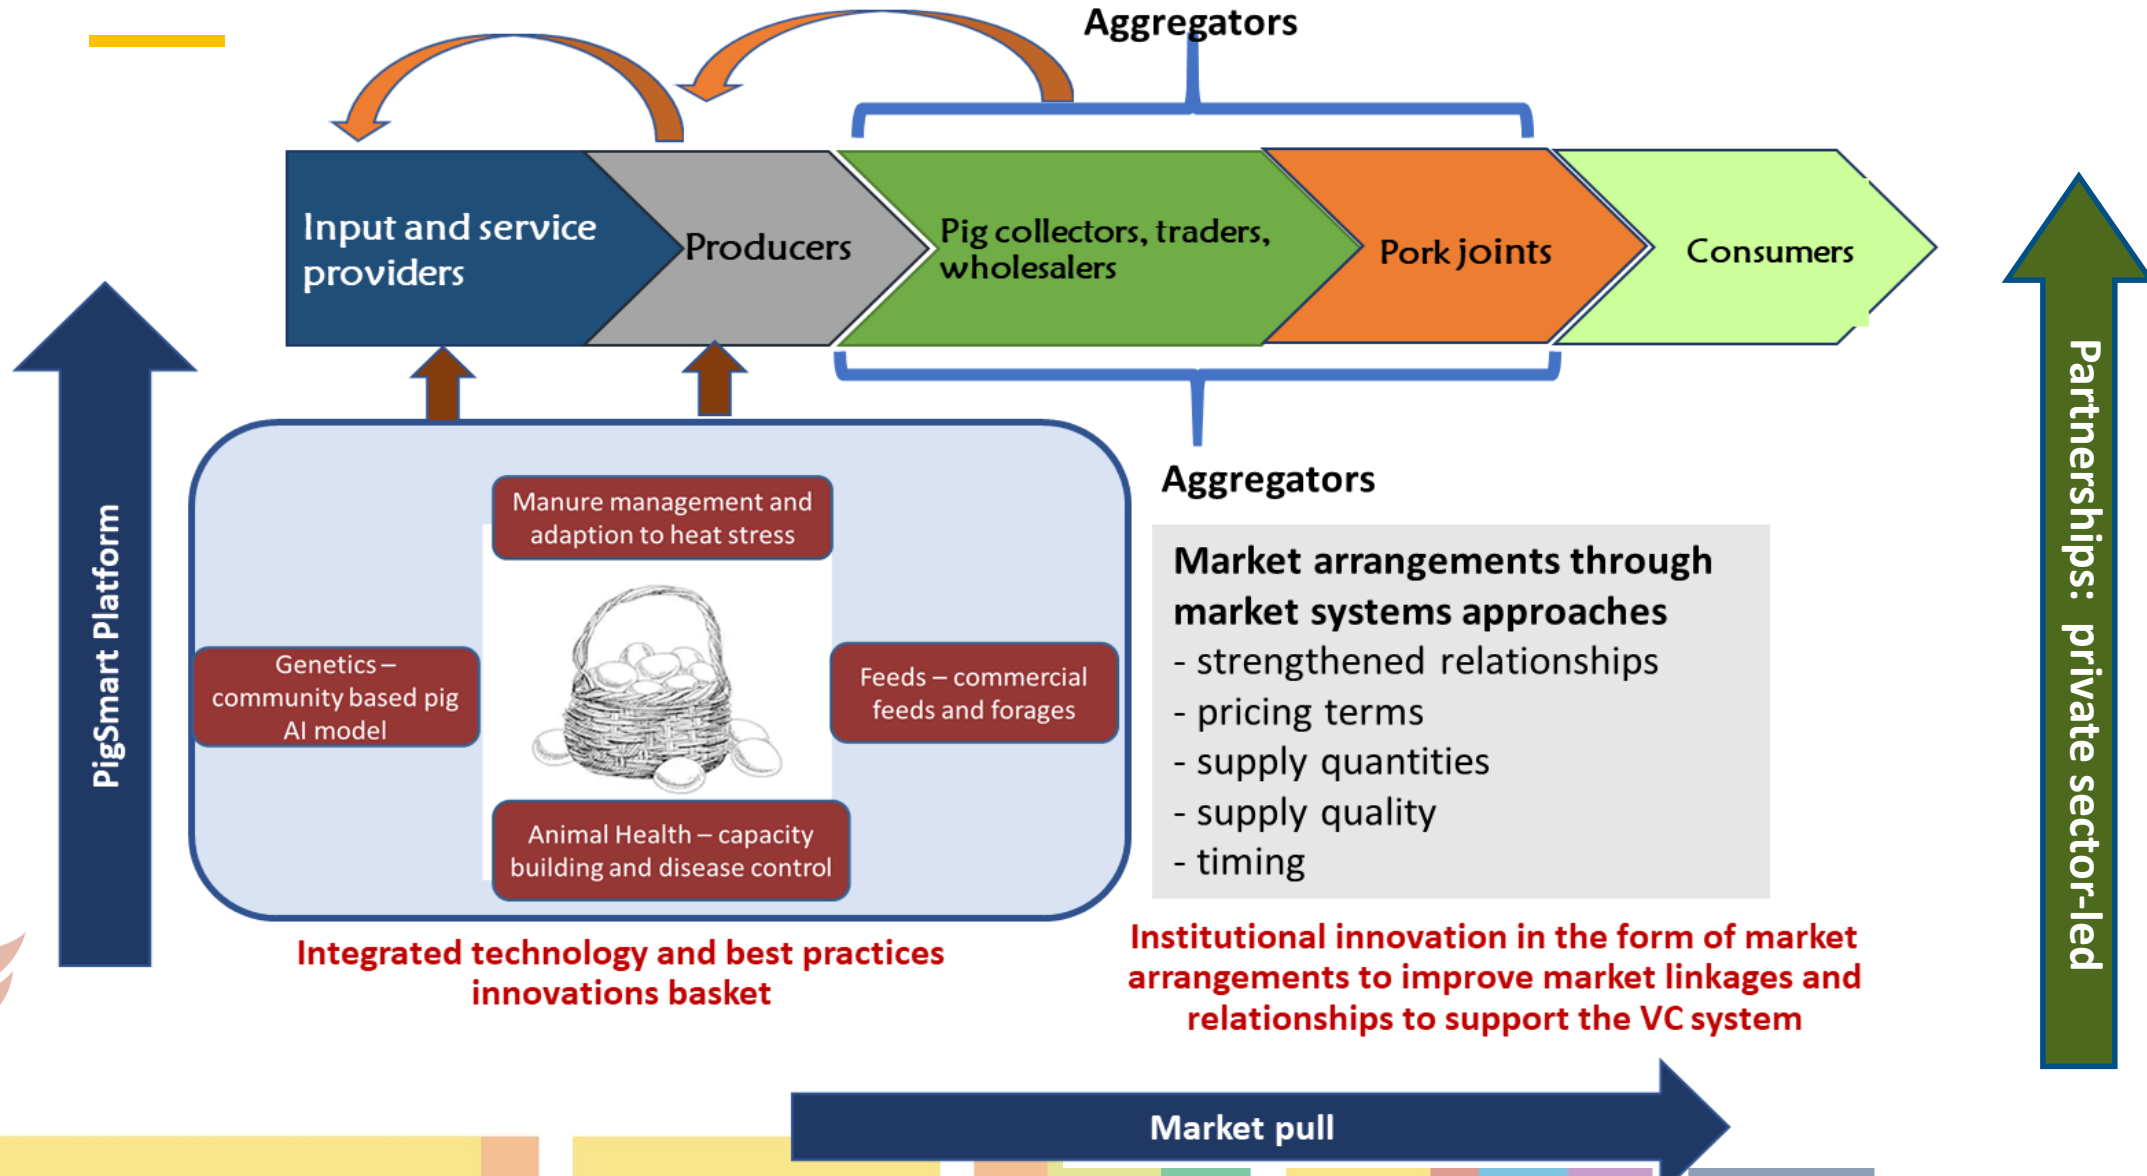 Aggregators
Input and service
providers
Producers
Pig collectors, traders,
wholesalers
Pork joints
Consumers
PigSmart Platform
Manure management and
adaption to heat stress
Genetics –
community based pig
AI model
Feeds – commercial
feeds and forages
Animal Health – capacity
building and disease control
Integrated technology and best practices
innovations basket
Aggregators
Market arrangements through
market systems approaches
- strengthened relationships
- pricing terms
- supply quantities
- supply quality
- timing
Institutional innovation in the form of market
arrangements to improve market linkages and
relationships to support the VC system
Partnerships: private sector-led
Market pull